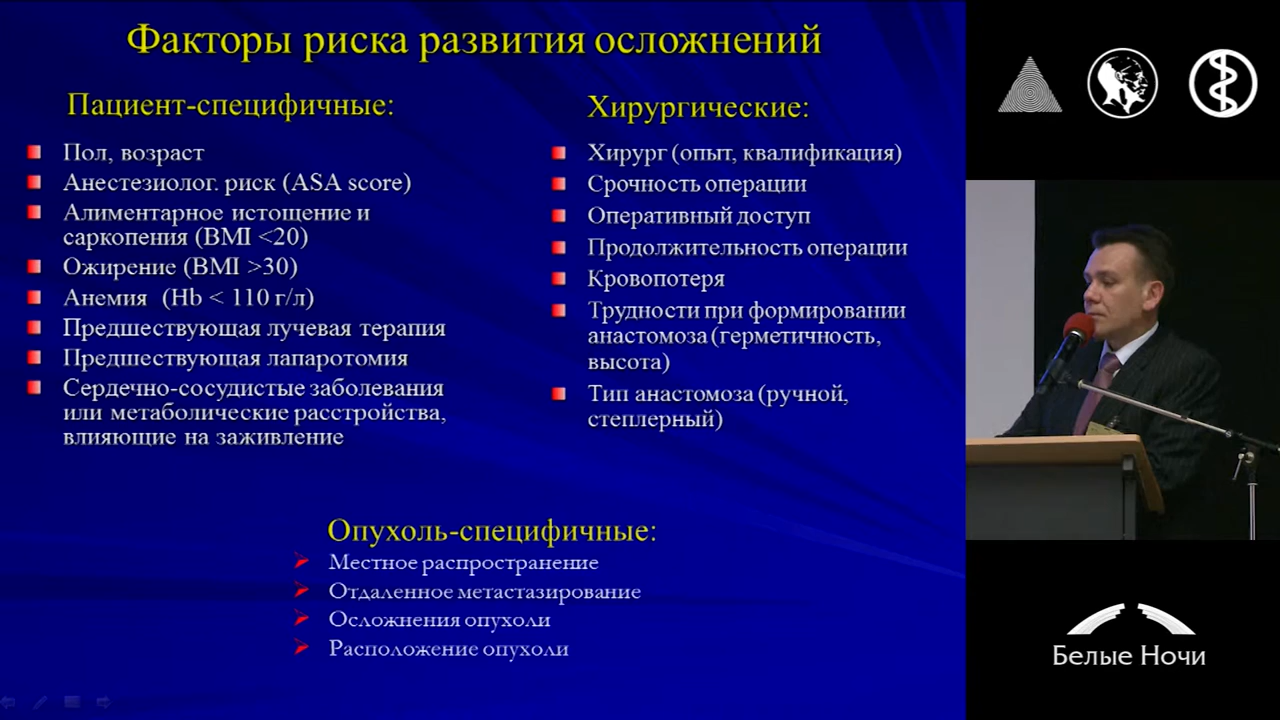 Факторы риска развития осложнений
Пациент-специфичные:
Пол, возраст
Анестезиолог. риск (ASA score)
Алиментарное истощение и
саркопения (BMI <20)
Ожирение (BMI >30)
Анемия (Hb < 110 г/л)
Предшествующая лучевая терапия
Предшествующая лапаротомия
Сердечно-сосудистые заболевания
или метаболические расстройства,
влияющие на заживление
Хирургические:
Хирург (опыт, квалификация)
Срочность операции
Оперативный доступ
Продолжительность операции
Кровопотеря
Трудности при формировании
анастомоза (герметичность,
высота)
Тип анастомоза (ручной,
степлерный)
Опухоль-специфичные:
Местное распространение
Отдаленное метастазирование
Осложнения опухоли
Расположение опухоли
Белые Ночи